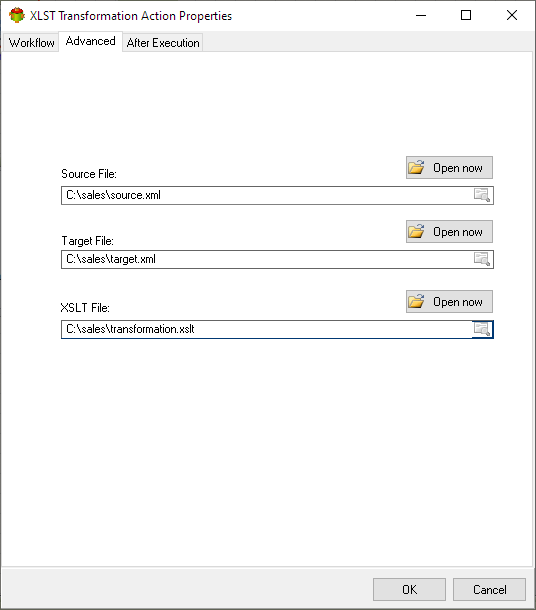 XLST Transformation Action Properties
Workflow Advanced After Execution
Open now
Source File:
C:\sales\source.xml
Open now
Target File:
C:\sales\target.xml
Open now
XSLT File:
C:\sales\transformation.xslt
OK Cancel